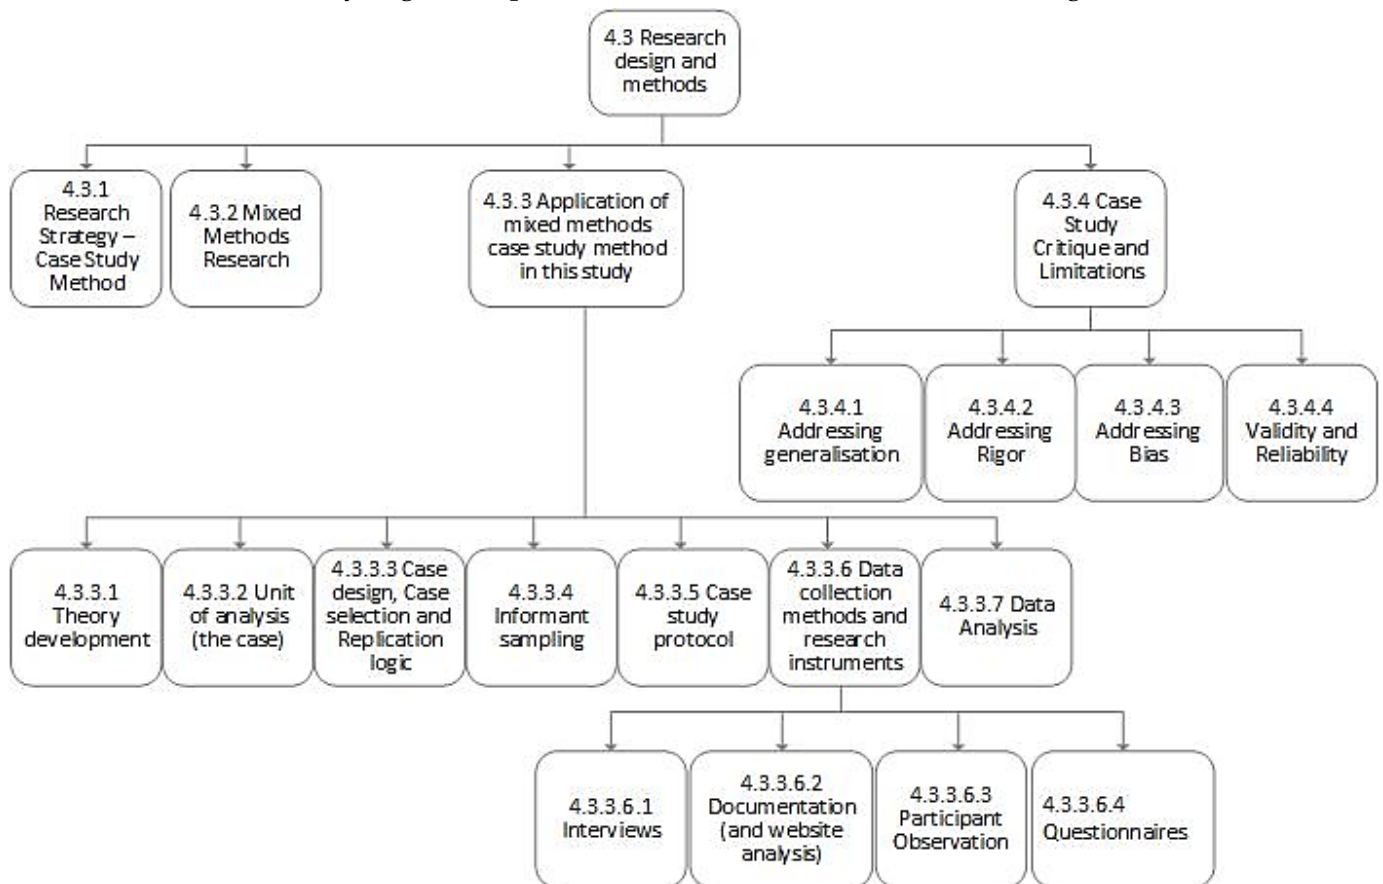 4.3 Research
design and
methods
4.3.1
Research
Strategy –
Case Study
Method
4.3.2 Mixed
Methods
Research
4.3.3 Application of
mixed methods
case study method
in this study
4.3.4 Case
Study
Critique and
Limitations
4.3.4.1
Addressing
generalisation
4.3.4.2
Addressing
Rigor
4.3.4.3
Addressing
Bias
4.3.4.4
Validity and
Reliability
4.3.3.1
Theory
development
4.3.3.2 Unit
of analysis
(the case)
4.3.3.3 Case
design, Case
selection and
Replication
logic
4.3.3.4
Informant
sampling
4.3.3.5 Case
study
protocol
4.3.3.6 Data
collection
methods and
research
instruments
4.3.3.7 Data
Analysis
4.3.3.6.1
Interviews
4.3.3.6.2
Documentation
(and website
analysis)
4.3.3.6.3
Participant
Observation
4.3.3.6.4
Questionnaires